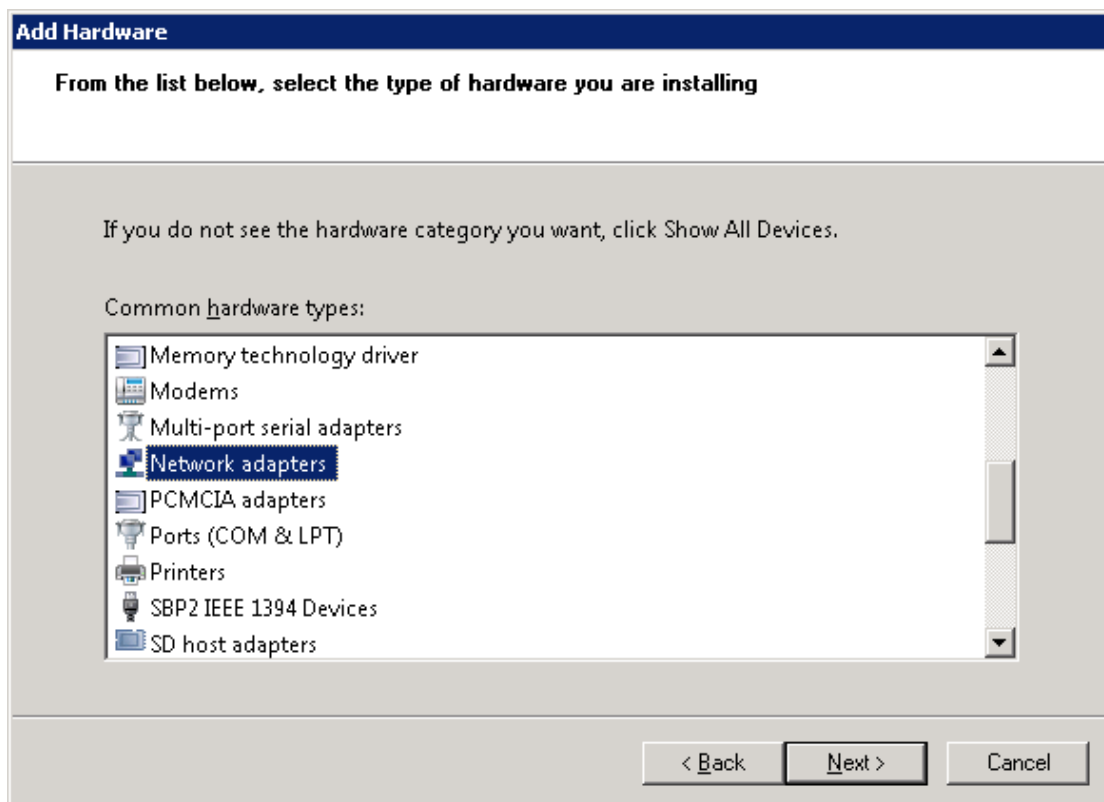 Add Hardware
From the list below, select the type of hardware you are installing
If you do not see the hardware category you want, click Show All Devices.
Common hardware types:
Memory technology driver
Modems
Multi-port serial adapters
Network adapters
PCMCIA adapters
Ports (COM & LPT)
Printers
SBP2 IEEE 1394 Devices
SD host adapters
< Back Next > Cancel